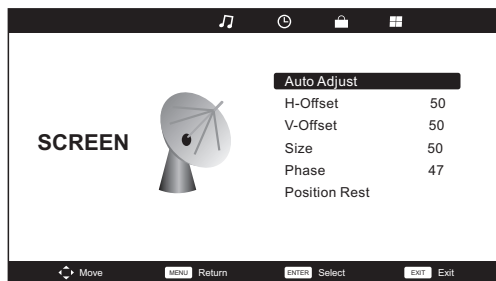 SCREEN
Auto Adjust
H-Offset 50
V-Offset 50
Size 50
Phase 47
Position Rest
Move MENU Return ENTER Select EXIT Exit